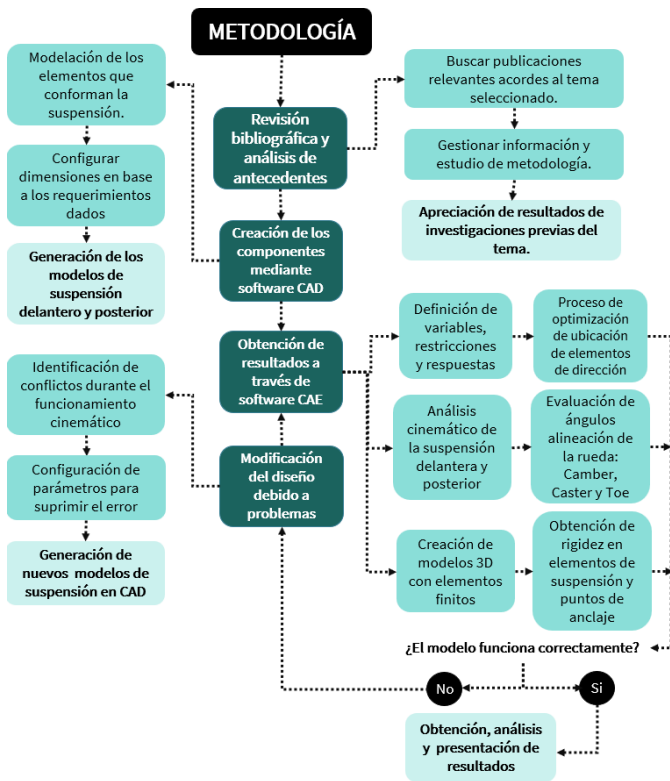 METODOLOGÍA
Modelación de los
elementos que
conforman la
suspensión.
Configurar
dimensiones en base
a los requerimientos
dados
Generación de los
modelos de
suspensión
delantero y posterior
Revisión
bibliográfica y
análisis de
antecedentes
Buscar publicaciones
relevantes acordes al tema
seleccionado.
Gestionar información y
estudio de metodología.
Apreciación de resultados de
investigaciones previas del
tema.
Creación de los
componentes
mediante
software CAD
Obtención de
resultados a
través de
software CAE
Definición de
variables,
restricciones
y respuestas
Proceso de
optimización
de ubicación
de elementos
de dirección
Análisis
cinemático de
la suspensión
delantera y
posterior
Evaluación de
ángulos
alineación de
la rueda:
Camber,
Caster y Toe
Creación de
modelos 3D
con elementos
finitos
Obtención de
rigidez en
elementos de
suspensión y
puntos de
anclaje
Identificación de
conflictos durante el
funcionamiento
cinemático
Configuración de
parámetros para
suprimir el error
Generación de
nuevos modelos de
suspensión en CAD
Modificación
del diseño
debido a
problemas
¿El modelo funciona correctamente?
No
Si
Obtención, análisis
y presentación de
resultados